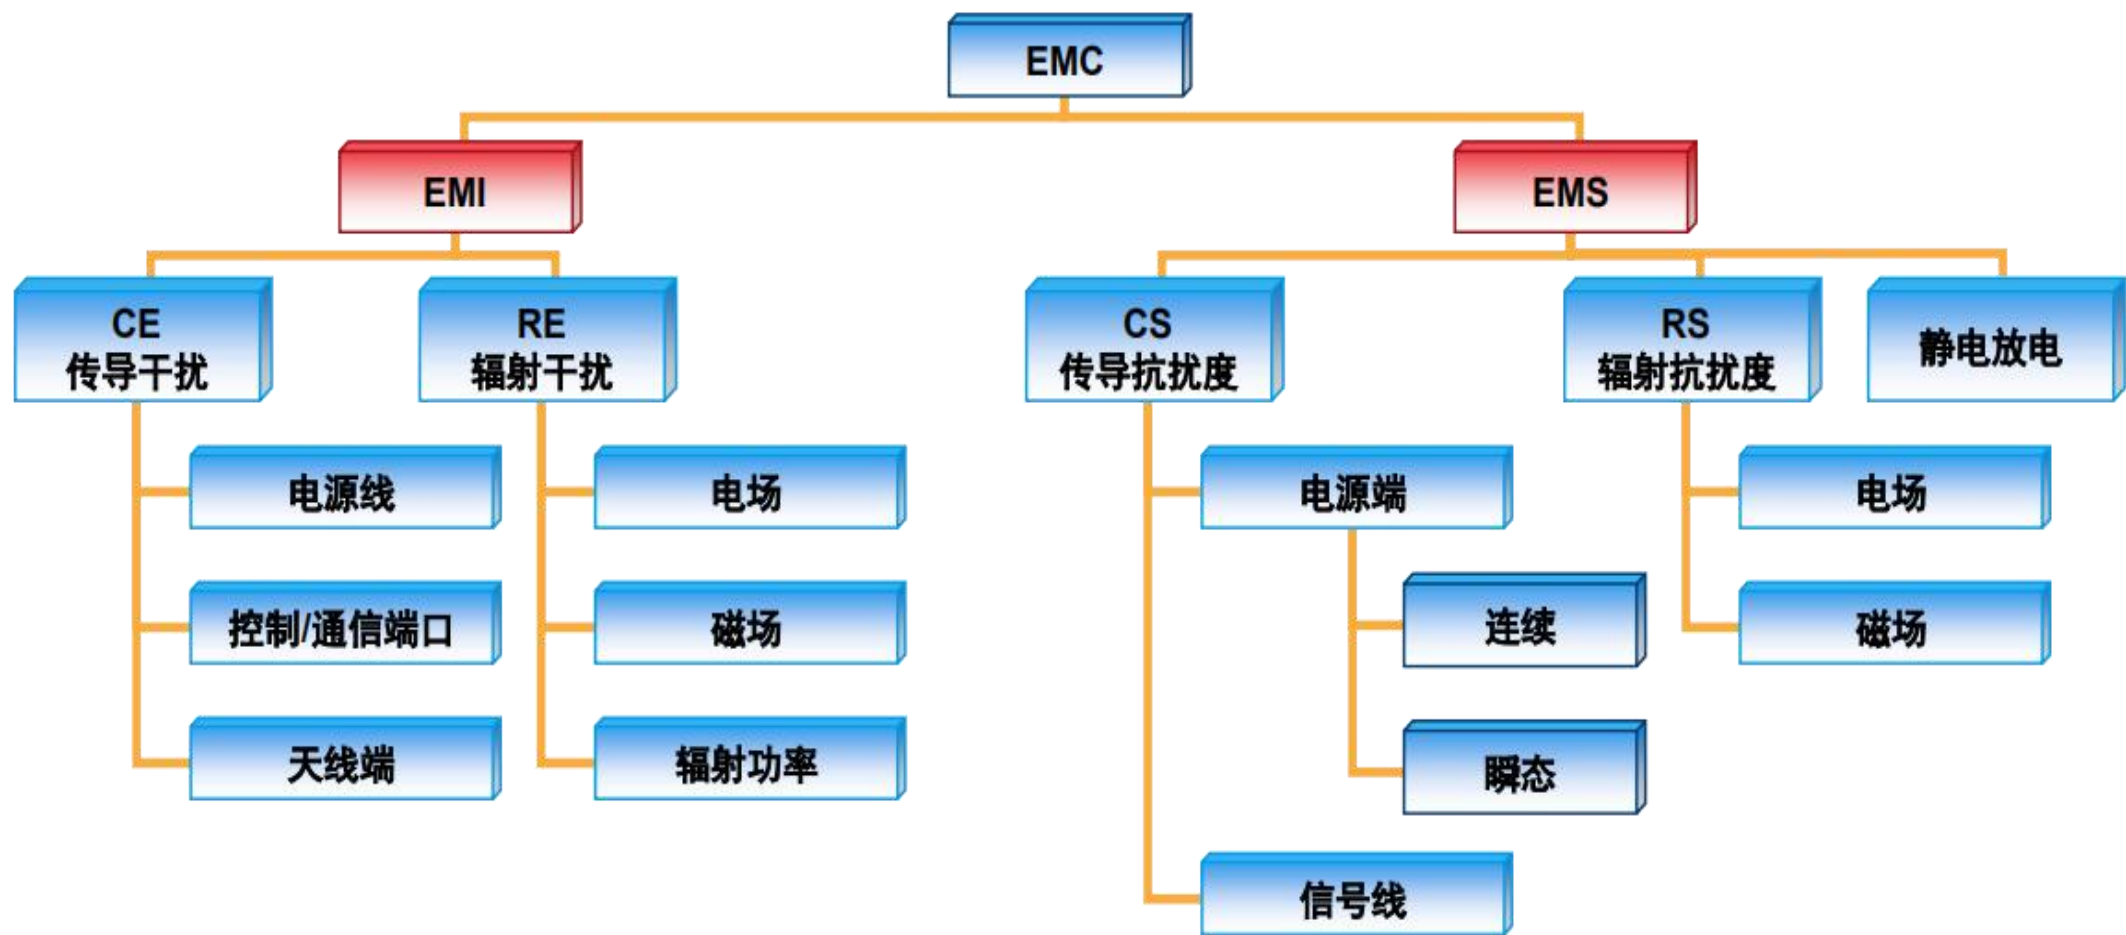 EMC
EMI
EMS
CE
传导干扰
RE
辐射干扰
CS
传导抗扰度
RS
辐射抗扰度
静电放电
电源线
电场
电源端
电场
控制/通信端口
磁场
连续
磁场
天线端
辐射功率
瞬态
信号线